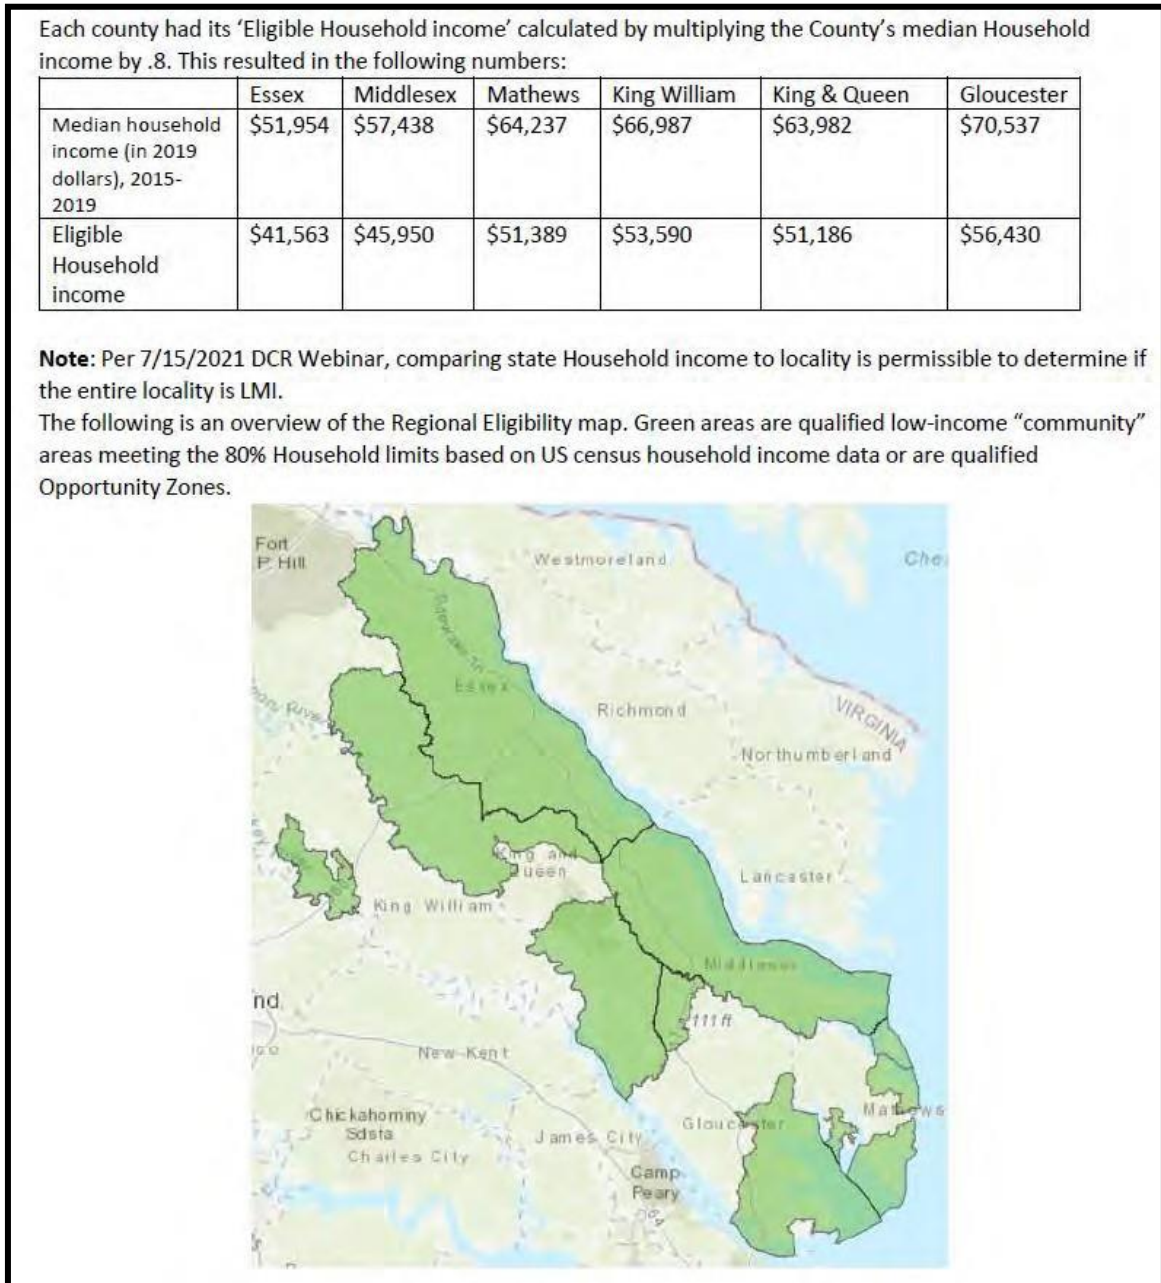 Each county had its ‘Eligible Household income’ calculated by multiplying the County’s median Household
income by .8. This resulted in the following numbers:
Essex Middlesex Mathews King William King & Queen Gloucester
Median household income (in 2019 dollars), 2015-2019 $51,954 $57,438 $64,237 $66,987 $63,982 $70,537
Eligible Household income $41,563 $45,950 $51,389 $53,590 $51,186 $56,430
Note: Per 7/15/2021 DCR Webinar, comparing state Household income to locality is permissible to determine if
the entire locality is LMI.
The following is an overview of the Regional Eligibility map. Green areas are qualified low-income “community”
areas meeting the 80% Household limits based on US census household income data or are qualified
Opportunity Zones.
Fort
P Hill
Westmoreland
Che
Essex
Richmond
VIRGINIA
Northumberland
King and
Queen
Lancaster
King William
Middlesex
nd.
111 ft
New Kent
Chickahominy
Sdsta
Mathews
Gloucester
James City
Charles City
Camp
Peary